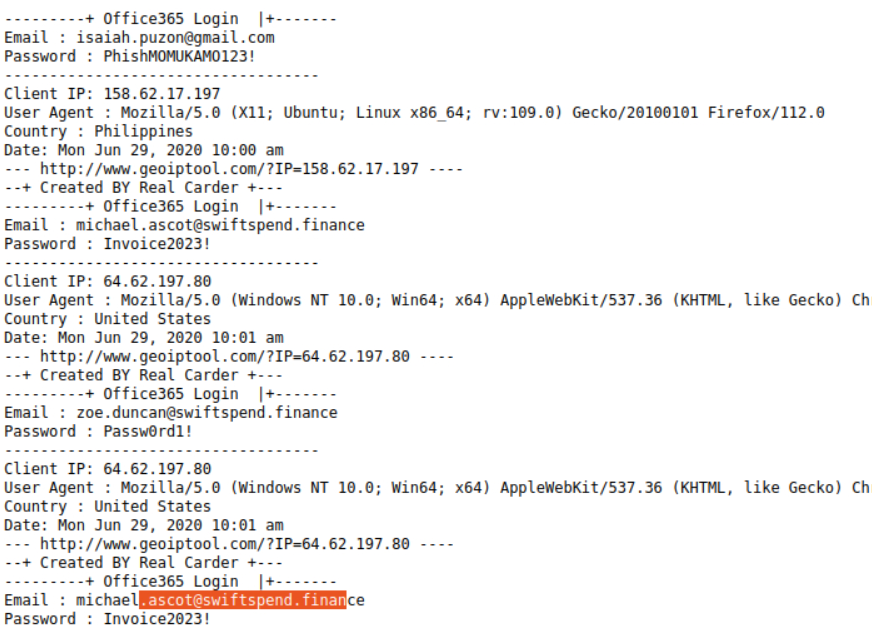 ---------+ Office365 Login  |+-------
Email : isaiah.puzon@gmail.com
Password : PhishMOMUKAMO123!
-----------------------------------
Client IP: 158.62.17.197
User Agent : Mozilla/5.0 (X11; Ubuntu; Linux x86_64; rv:109.0) Gecko/20100101 Firefox/112.0
Country : Philippines
Date: Mon Jun 29, 2020 10:00 am
--- http://www.geoiptool.com/?IP=158.62.17.197 ----
--+ Created BY Real Carder +---
---------+ Office365 Login  |+-------
Email : michael.ascot@swiftspend.finance
Password : Invoice2023!
-----------------------------------
Client IP: 64.62.197.80
User Agent : Mozilla/5.0 (Windows NT 10.0; Win64; x64) AppleWebKit/537.36 (KHTML, like Gecko) Ch
Country : United States
Date: Mon Jun 29, 2020 10:01 am
--- http://www.geoiptool.com/?IP=64.62.197.80 ----
--+ Created BY Real Carder +---
---------+ Office365 Login  |+-------
Email : zoe.duncan@swiftspend.finance
Password : Passw0rd1!
-----------------------------------
Client IP: 64.62.197.80
User Agent : Mozilla/5.0 (Windows NT 10.0; Win64; x64) AppleWebKit/537.36 (KHTML, like Gecko) Ch
Country : United States
Date: Mon Jun 29, 2020 10:01 am
--- http://www.geoiptool.com/?IP=64.62.197.80 ----
--+ Created BY Real Carder +---
---------+ Office365 Login  |+-------
Email : michael.ascot@swiftspend.finance
Password : Invoice2023!